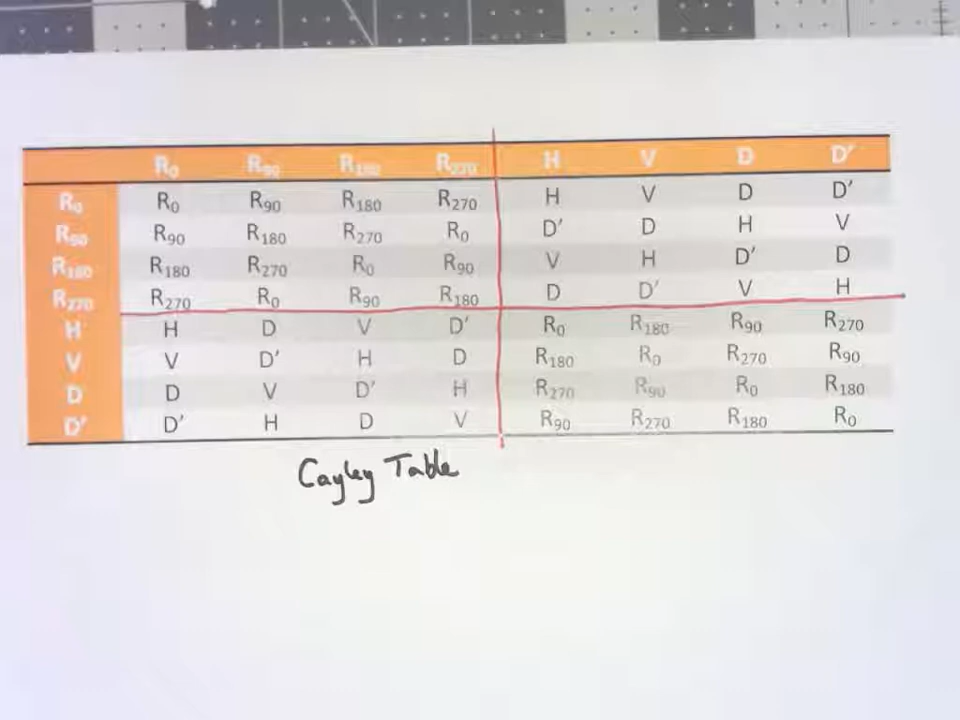 R₀ R₉₀ R₁₈₀ R₂₇₀ H V D D′
R₀ R₀ R₉₀ R₁₈₀ R₂₇₀ H V D D′
R₉₀ R₉₀ R₁₈₀ R₂₇₀ R₀ D′ D H V
R₁₈₀ R₁₈₀ R₂₇₀ R₀ R₉₀ V H D′ D
R₂₇₀ R₂₇₀ R₀ R₉₀ R₁₈₀ D D′ V H
H H D V D′ R₀ R₁₈₀ R₉₀ R₂₇₀
V V D′ H D R₁₈₀ R₀ R₂₇₀ R₉₀
D D V D′ H R₂₇₀ R₉₀ R₀ R₁₈₀
D′ D′ H D V R₉₀ R₂₇₀ R₁₈₀ R₀
Cayley Table